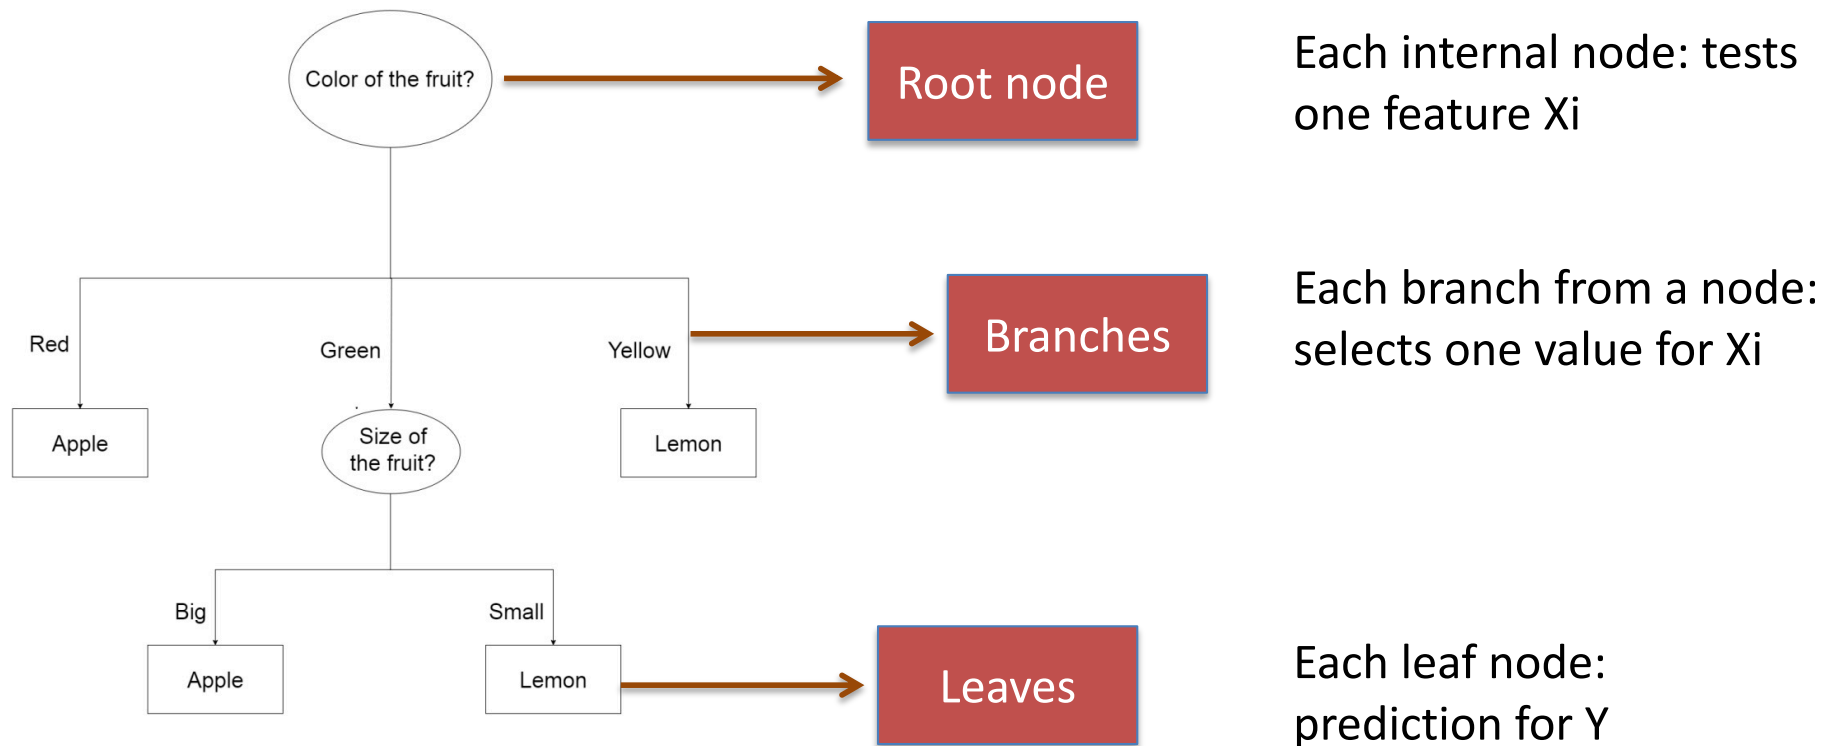 Color of the fruit?
Root node
Each internal node: tests
one feature Xi
Red
Green
Yellow
Branches
Each branch from a node:
selects one value for Xi
Apple
Size of
the fruit?
Lemon
Big
Small
Apple
Lemon
Leaves
Each leaf node:
prediction for Y